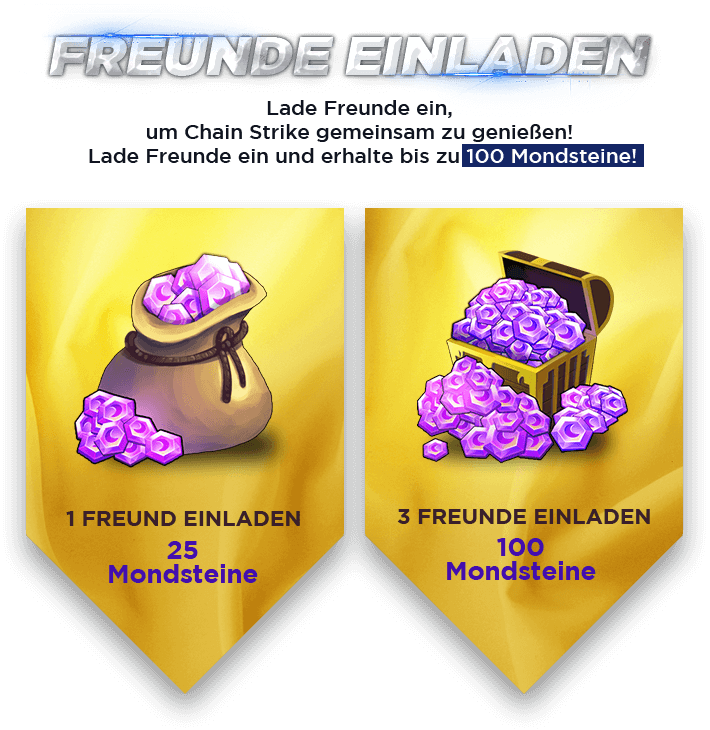 FREUNDE EINLADEN
Lade Freunde ein,
um Chain Strike gemeinsam zu genießen!
Lade Freunde ein und erhalte bis zu 100 Mondsteine!
1 FREUND EINLADEN
25
Mondsteine
3 FREUNDE EINLADEN
100
Mondsteine